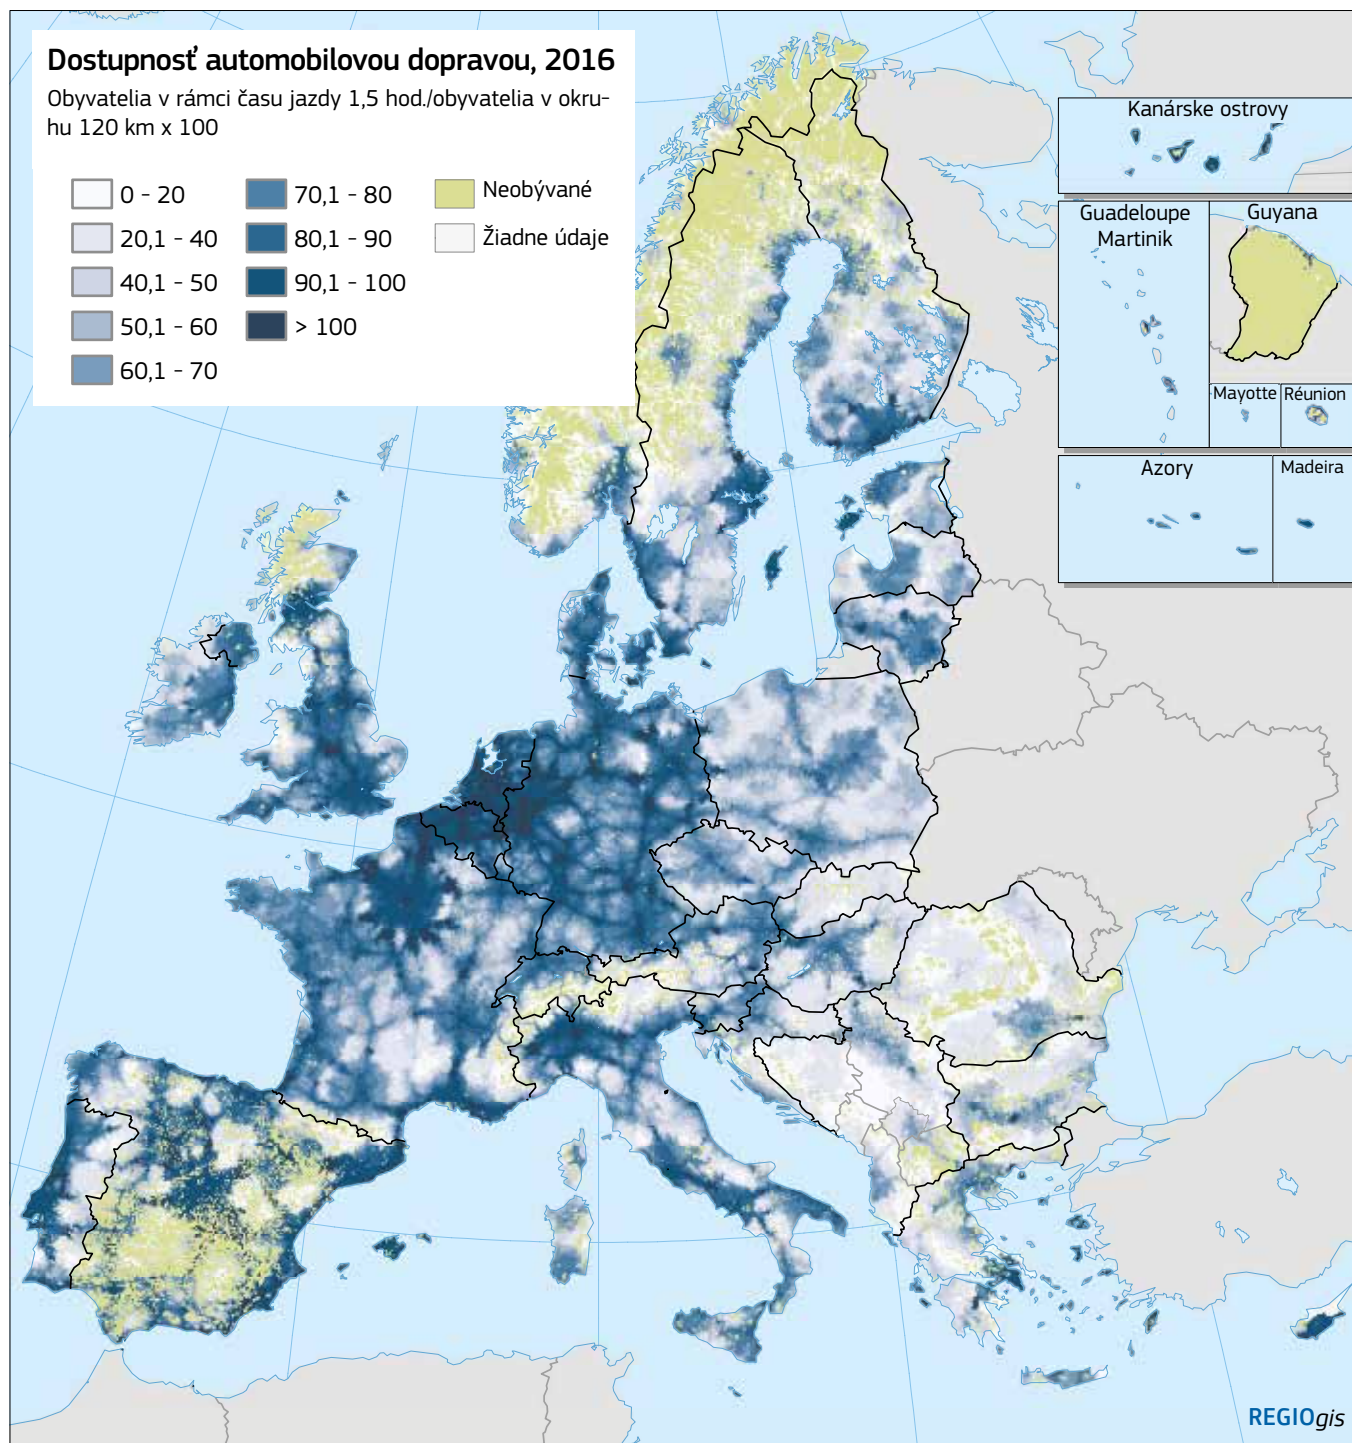 Dostupnosť automobilovou dopravou, 2016
Obyvatelia v rámci času jazdy 1,5 hod./obyvatelia v okru-
hu 120 km x 100
0 - 20
20,1 - 40
40,1 - 50
50,1 - 60
60,1 - 70
70,1 - 80
80,1 - 90
90,1 - 100
> 100
Neobývané
Žiadne údaje
Kanárske ostrovy
Guadeloupe
Martinik
Guyana
Mayotte
Réunion
Azory
Madeira
REGIOgis